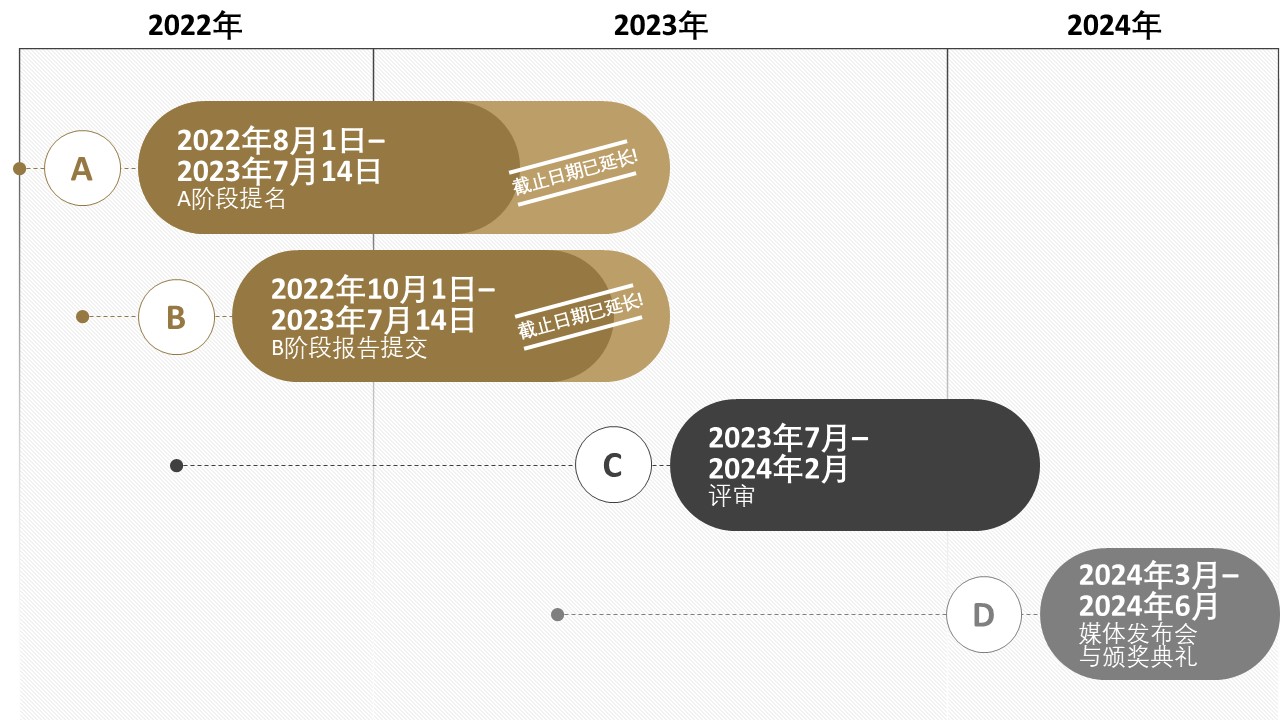 2022年
2023年
2024年
A
2022年8月1日–
2023年7月14日
A阶段提名
截止日期已延长!
B
2022年10月1日–
2023年7月14日
B阶段报告提交
截止日期已延长!
C
2023年7月–
2024年2月
评审
D
2024年3月–
2024年6月
媒体发布会
与颁奖典礼